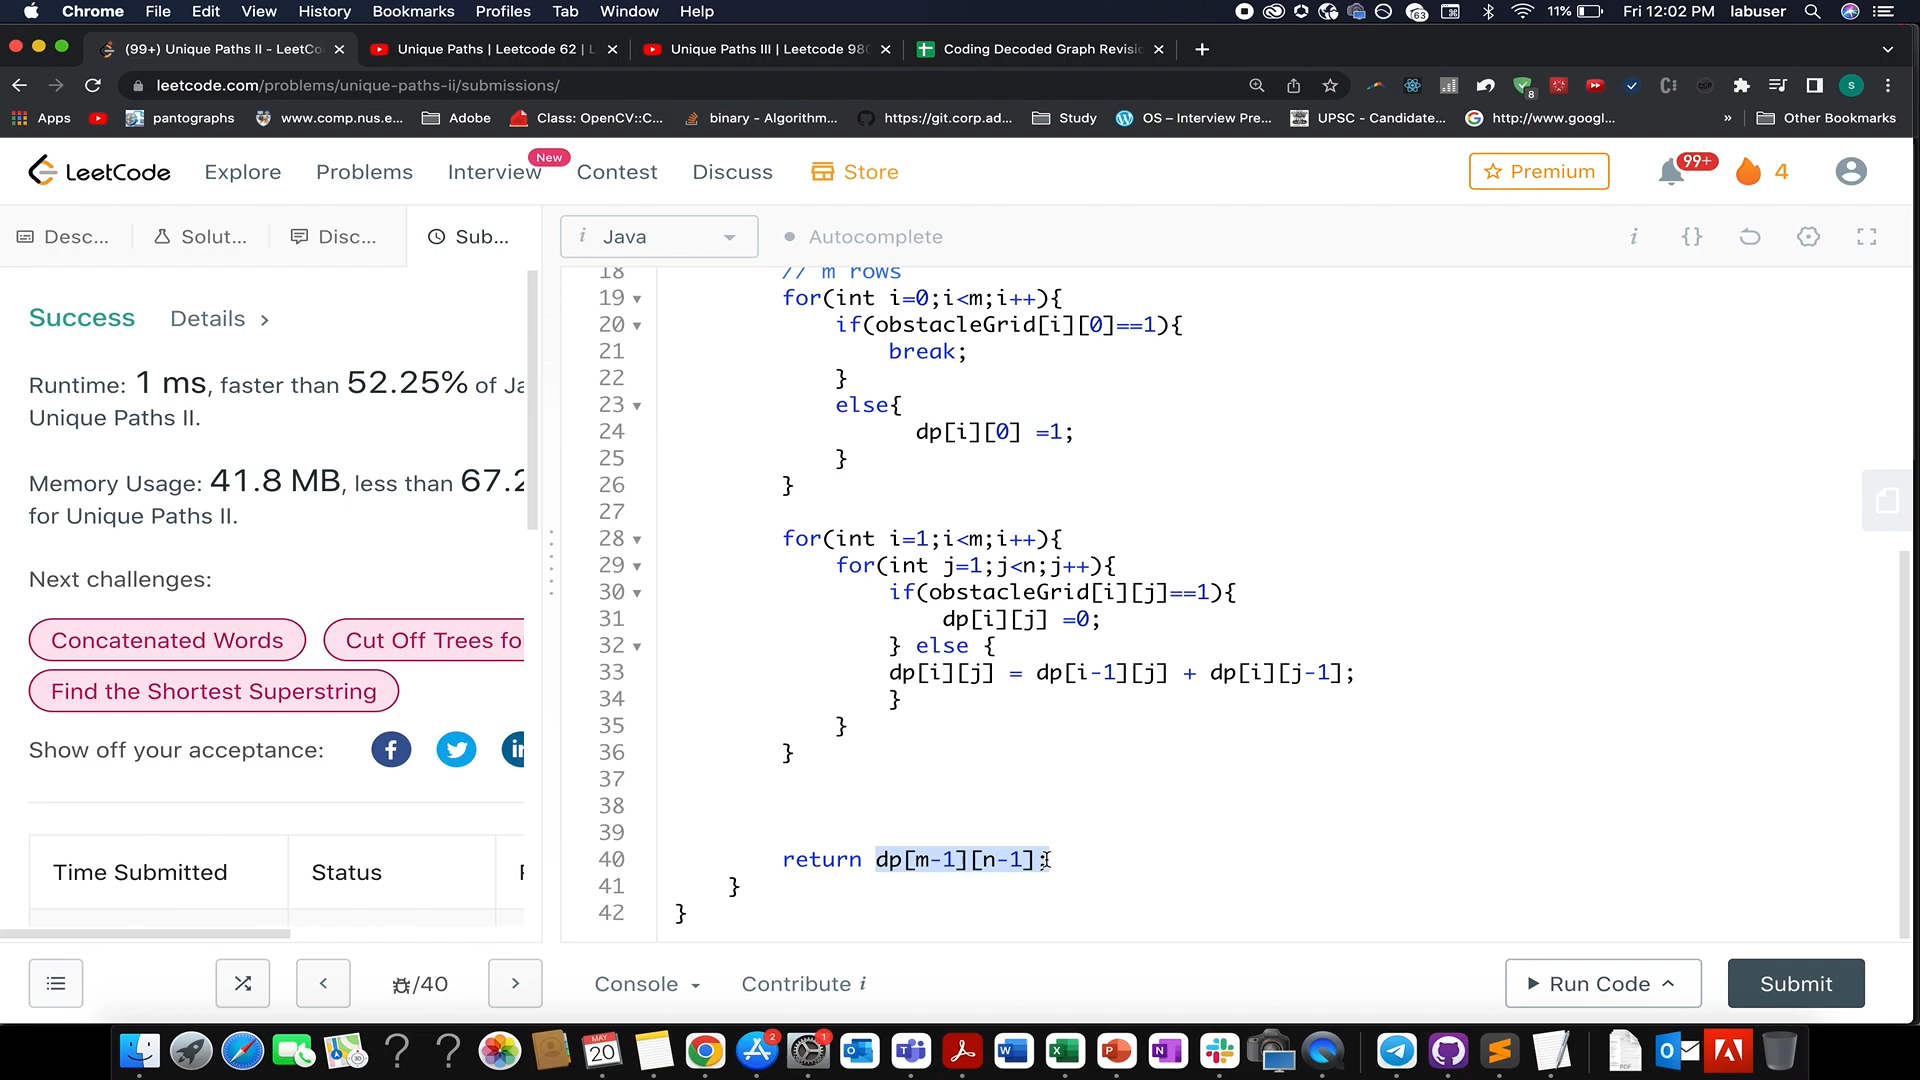 Chrome File Edit View History Bookmarks Profiles Tab Window Help
63 11% Fri 12:02 PM labuser
(99+) Unique Paths II - LeetCo
Unique Paths | Leetcode 62 | L
Unique Paths III | Leetcode 980
Coding Decoded Graph Revisi
leetcode.com/problems/unique-paths-ii/submissions/
8
S
Apps
pantographs
www.comp.nus.e...
Adobe
Class: OpenCV::C...
binary - Algorithm...
https://git.corp.ad...
Study
OS – Interview Pre...
UPSC - Candidate...
http://www.googl...
»
Other Bookmarks
LeetCode
Explore
Problems
Interview
New
Contest
Discuss
Store
Premium
99+
4
Desc...
Solut...
Disc...
Sub...
i Java
Autocomplete
Success
Details >
Runtime: 1 ms, faster than 52.25% of Ja
Unique Paths II.
Memory Usage: 41.8 MB, less than 67.2
for Unique Paths II.
Next challenges:
Concatenated Words
Cut Off Trees fo
Find the Shortest Superstring
Show off your acceptance:
Time Submitted
Status
18 // m rows
19 for(int i=0;i<m;i++){
20 if(obstacleGrid[i][0]==1){
21 break;
22 }
23 else{
24 dp[i][0] =1;
25 }
26 }
27
28 for(int i=1;i<m;i++){
29 for(int j=1;j<n;j++){
30 if(obstacleGrid[i][j]==1){
31 dp[i][j] =0;
32 } else {
33 dp[i][j] = dp[i-1][j] + dp[i][j-1];
34 }
35 }
36 }
37
38
39
40 return dp[m-1][n-1];
41 }
42 }
/40
Console
Contribute i
Run Code
Submit
MAY
20
2
1